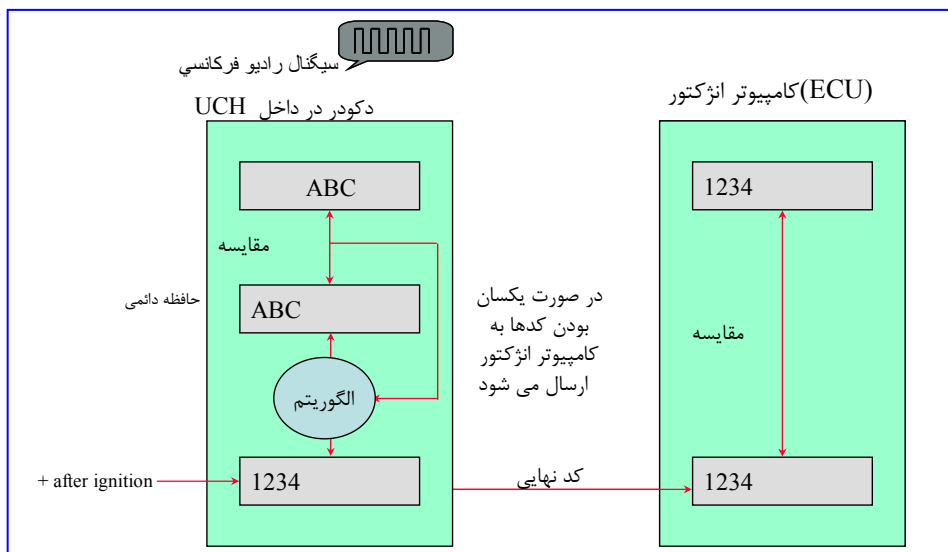 سیگنال رادیو فرکانسي
دکودر در داخل UCH
کامپیوتر انژکتور(ECU)
ABC
1234
مقایسه
حافظه دائمی
ABC
در صورت یکسان
بودن کدها به
کامپیوتر انژکتور
ارسال می شود
مقایسه
الگوریتم
+ after ignition
1234
کد نهایی
1234